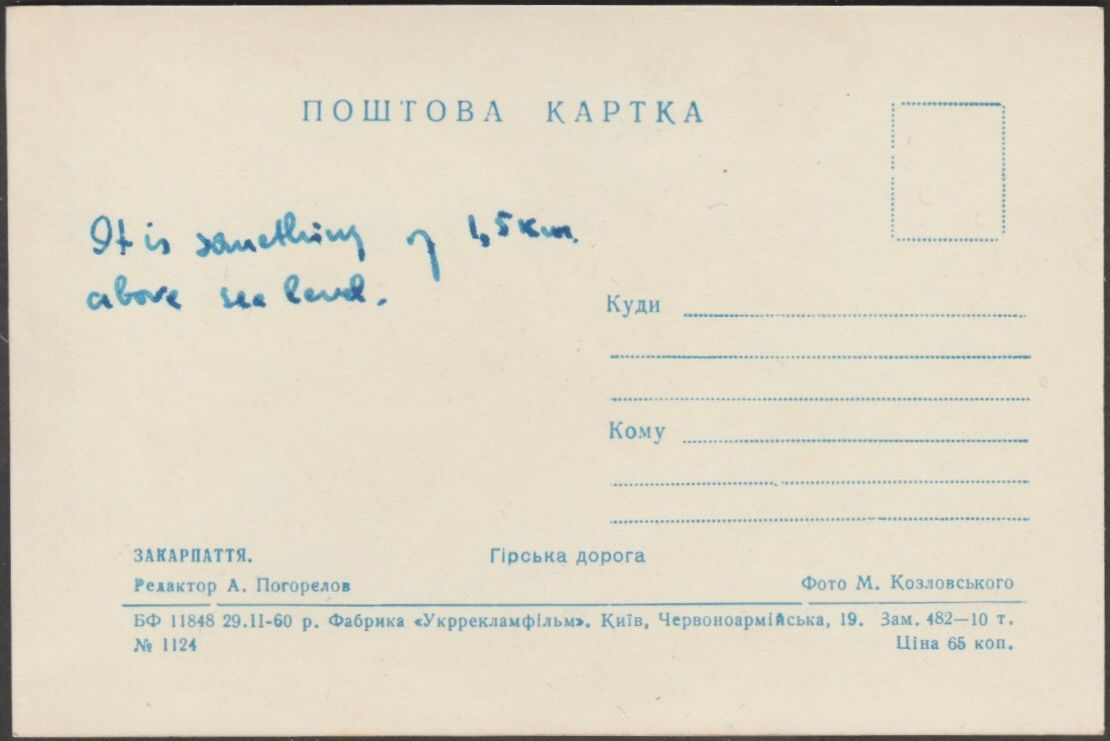 ПОШТОВА КАРТКА
It is something of 1,5 km.
above sea level.
Куди
Кому
ЗАКАРПАТТЯ. Гірська дорога
Редактор А. Погорєлов Фото М. Козловського
БФ 11848 29.II-60 р. Фабрика «Укррекламфільм». Київ, Червоноармійська, 19. Зам. 482—10 т.
№ 1124 Ціна 65 коп.